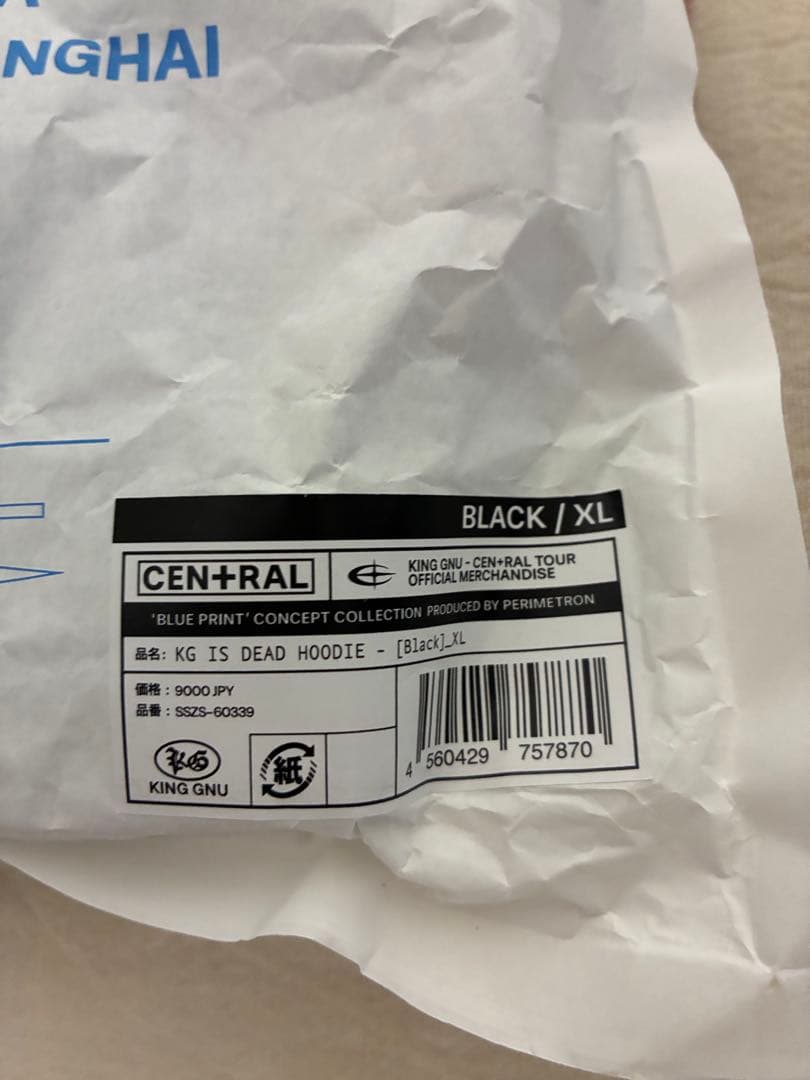 NGHAI
BLACK / XL
CEN+RAL
KING GNU - CEN+RAL TOUR
OFFICIAL MERCHANDISE
'BLUE PRINT' CONCEPT COLLECTION PRODUCED BY PERIMETRON
品名: KG IS DEAD HOODIE - [Black]_XL
価格 : 9000 JPY
品番 : SSZS-60339
KING GNU
紙
4 560429 757870